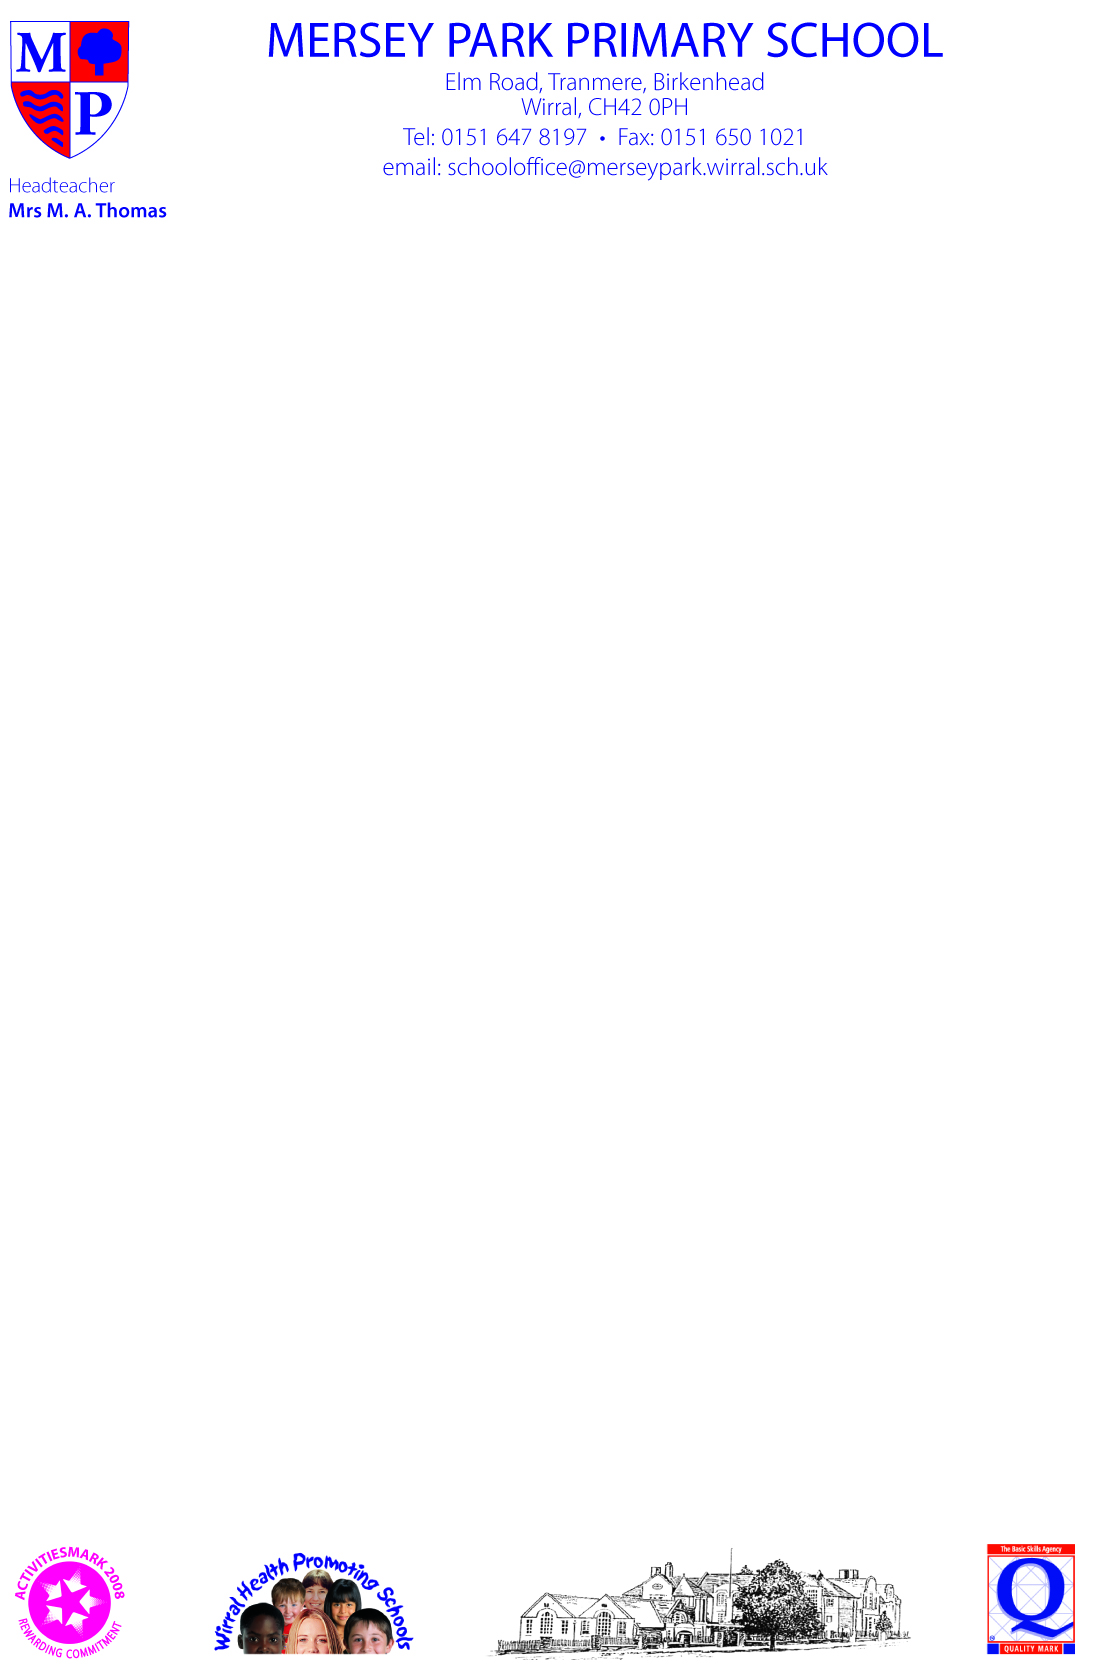 M
P
MERSEY PARK PRIMARY SCHOOL
Elm Road, Tranmere, Birkenhead
Wirral, CH42 0PH
Tel: 0151 647 8197 • Fax: 0151 650 1021
email: schooloffice@merseypark.wirral.sch.uk
Headteacher
Mrs M. A. Thomas
ACTIVITIESMARK 2008
REWARDING COMMITMENT
Wirral Health Promoting Schools
The Basic Skills Agency
Q
QUALITY MARK